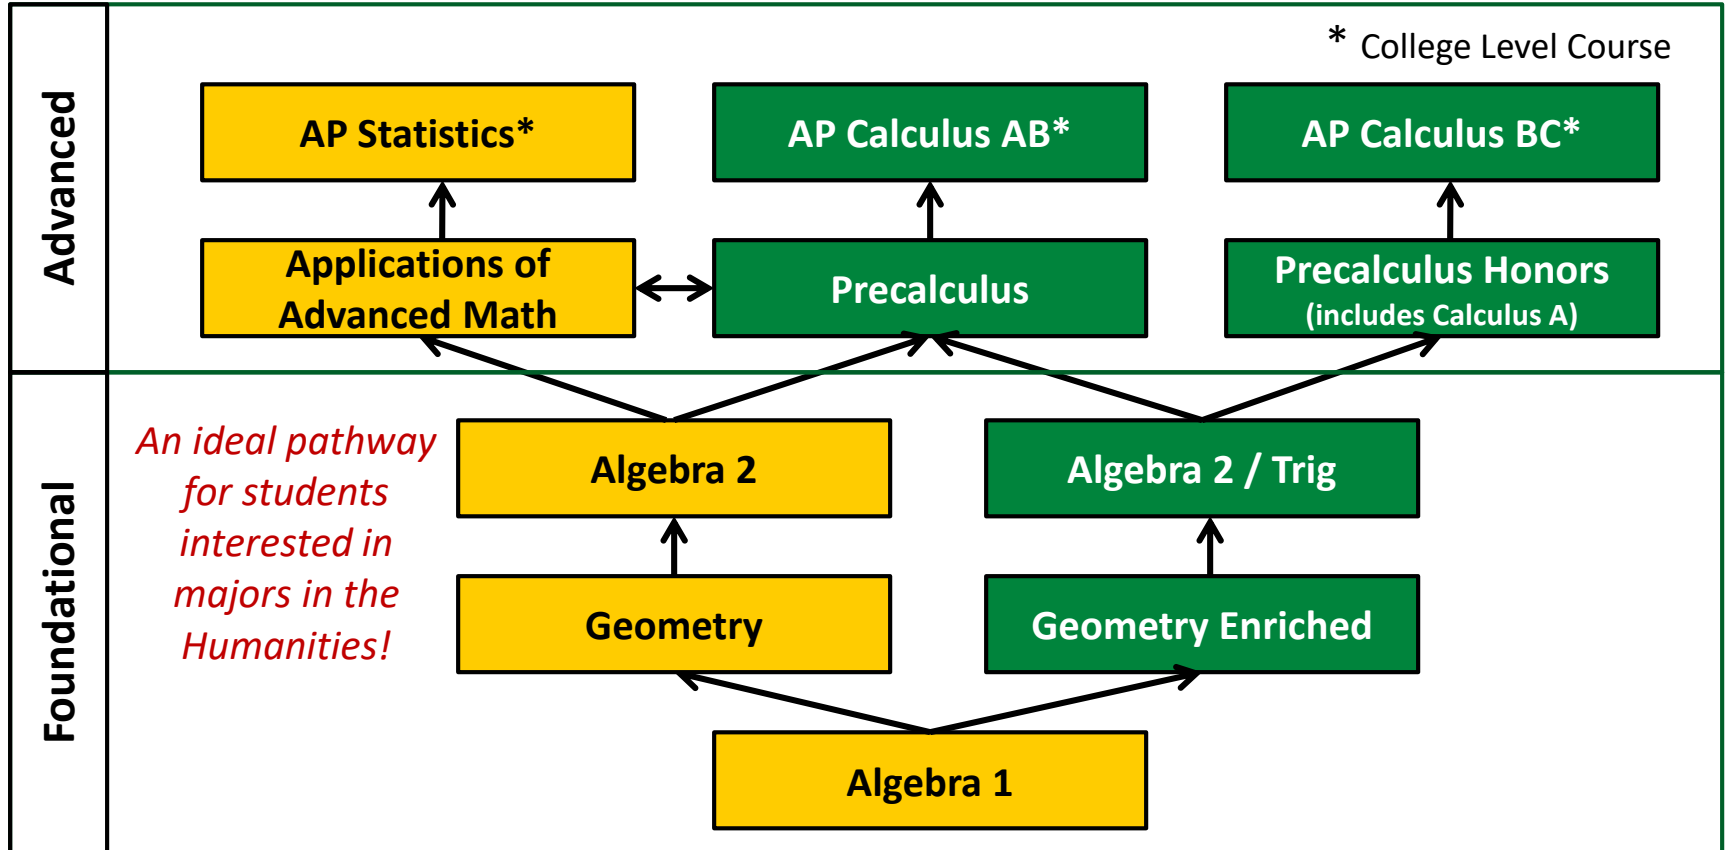 * College Level Course
Advanced
AP Statistics*
AP Calculus AB*
AP Calculus BC*
Applications of
Advanced Math
Precalculus
Precalculus Honors
(includes Calculus A)
Foundational
An ideal pathway
for students
interested in
majors in the
Humanities!
Algebra 2
Algebra 2 / Trig
Geometry
Geometry Enriched
Algebra 1